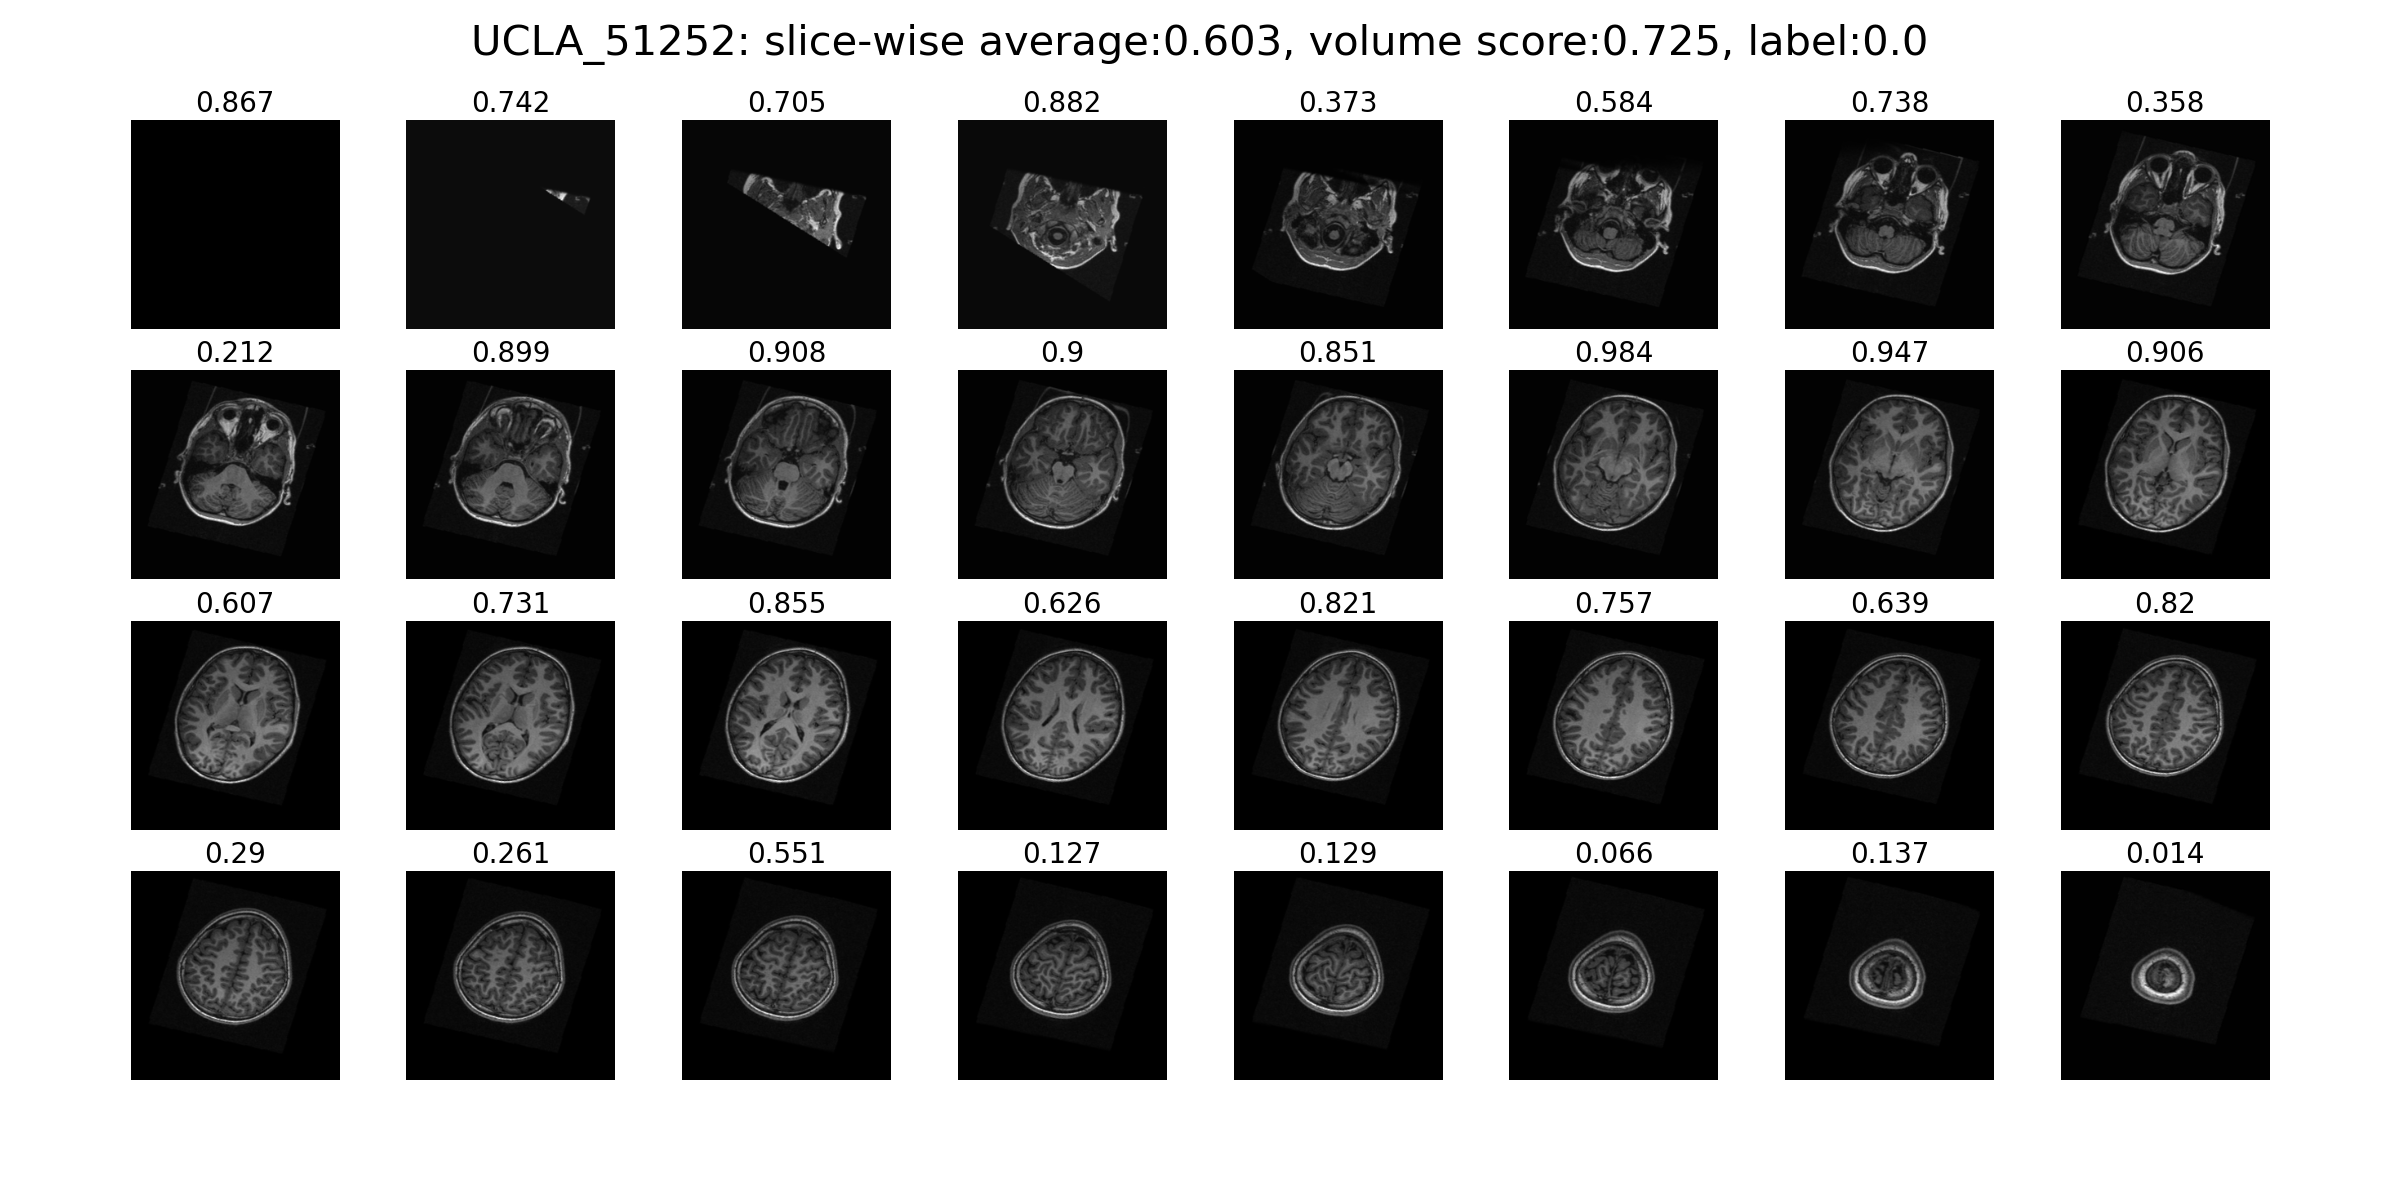 UCLA_51252: slice-wise average:0.603, volume score:0.725, label:0.0
0.867 0.742 0.705 0.882 0.373 0.584 0.738 0.358
0.212 0.899 0.908 0.9 0.851 0.984 0.947 0.906
0.607 0.731 0.855 0.626 0.821 0.757 0.639 0.82
0.29 0.261 0.551 0.127 0.129 0.066 0.137 0.014